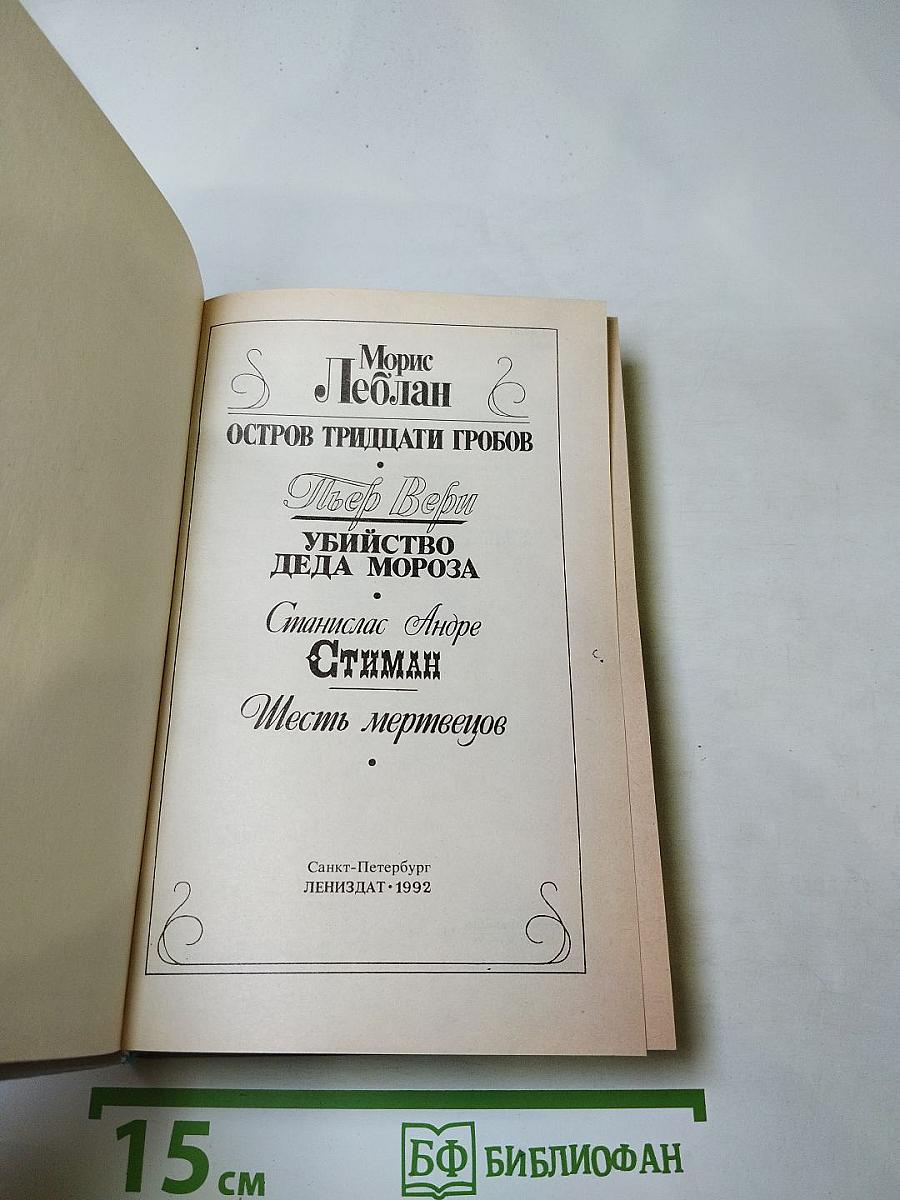 Морис
Леблан
ОСТРОВ ТРИДЦАТИ ГРОБОВ
•
Пьер Вери
УБИЙСТВО
ДЕДА МОРОЗА
•
Станислас Андре
Стиман
Шесть мертвецов
•
Санкт-Петербург
ЛЕНИЗДАТ • 1992
15 см
БФ БИБЛИОФАН